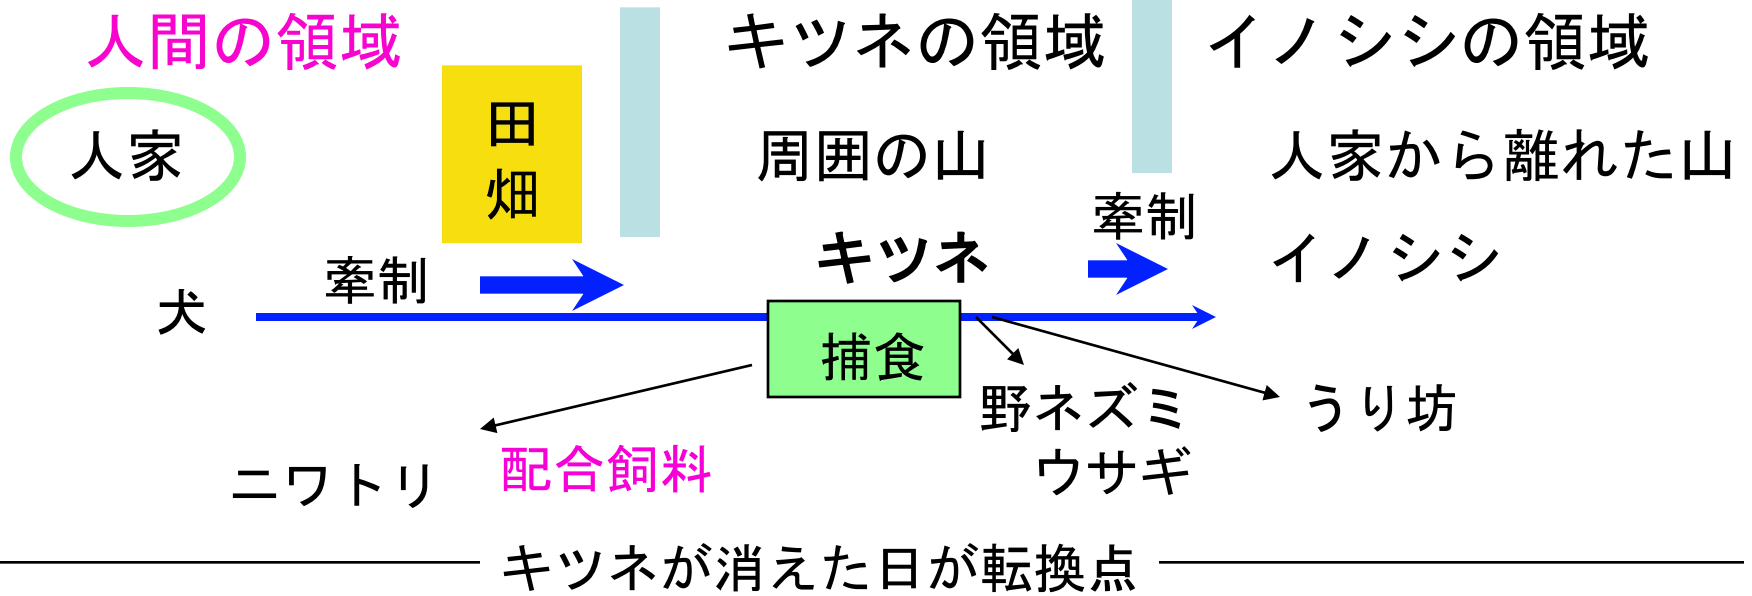 人間の領域
キツネの領域
イノシシの領域
人家
田
畑
周囲の山
人家から離れた山
牽制
キツネ
イノシシ
牽制
犬
捕食
野ネズミ
ウサギ
うり坊
配合飼料
ニワトリ
キツネが消えた日が転換点